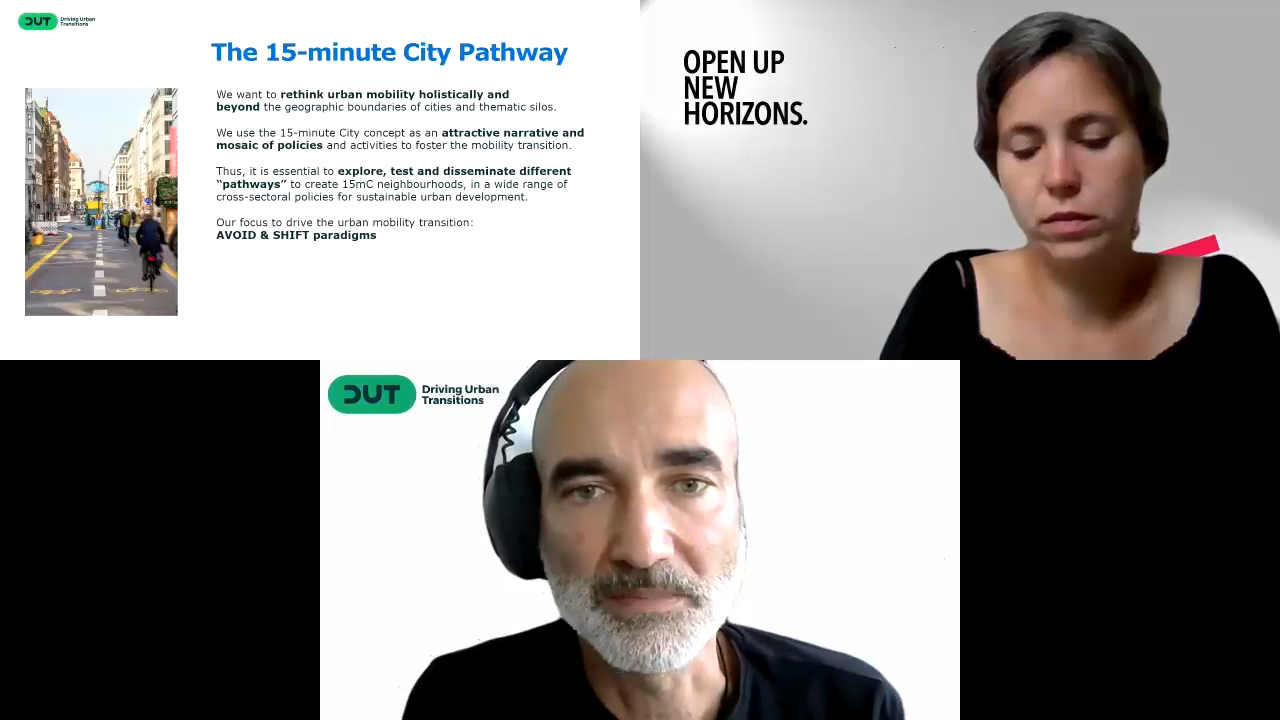 DUT Driving Urban
Transitions
The 15-minute City Pathway
We want to rethink urban mobility holistically and
beyond the geographic boundaries of cities and thematic silos.
We use the 15-minute City concept as an attractive narrative and
mosaic of policies and activities to foster the mobility transition.
Thus, it is essential to explore, test and disseminate different
“pathways” to create 15mC neighbourhoods, in a wide range of
cross-sectoral policies for sustainable urban development.
Our focus to drive the urban mobility transition:
AVOID & SHIFT paradigms
OPEN UP
NEW
HORIZONS.
DUT Driving Urban
Transitions